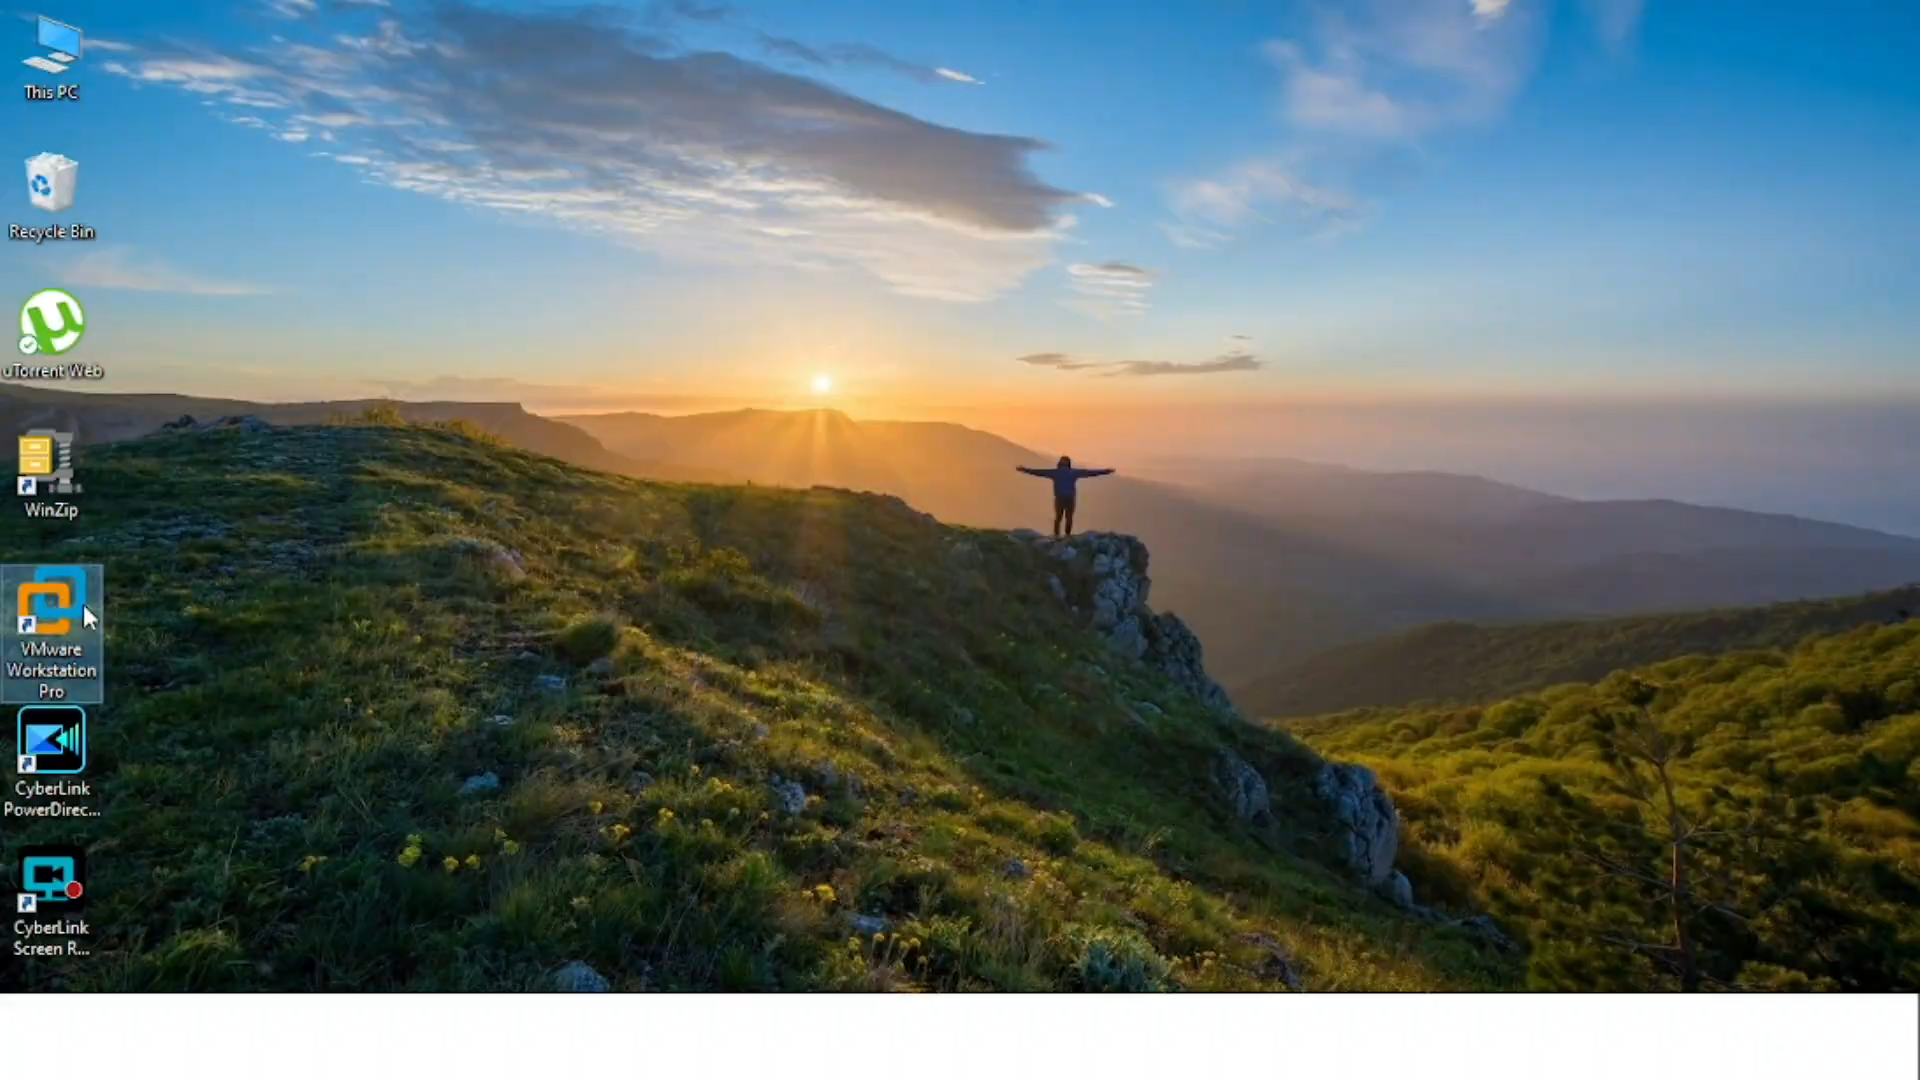 This PC
Recycle Bin
uTorrent Web
WinZip
VMware
Workstation
Pro
CyberLink
PowerDirec...
CyberLink
Screen R...